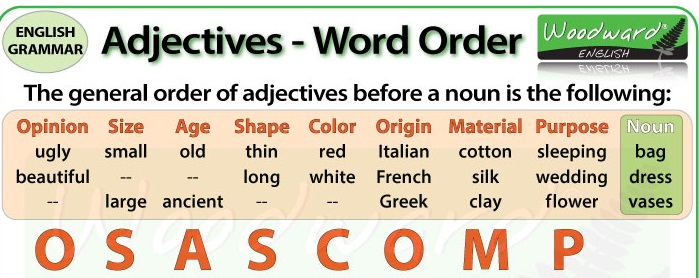 ENGLISH
GRAMMAR
Adjectives - Word Order
Woodward®
ENGLISH
The general order of adjectives before a noun is the following:
Opinion Size Age Shape Color Origin Material Purpose Noun
ugly small old thin red Italian cotton sleeping bag
beautiful -- -- long white French silk wedding dress
-- large ancient -- -- Greek clay flower vases
Woodward®
O S A S C O M P